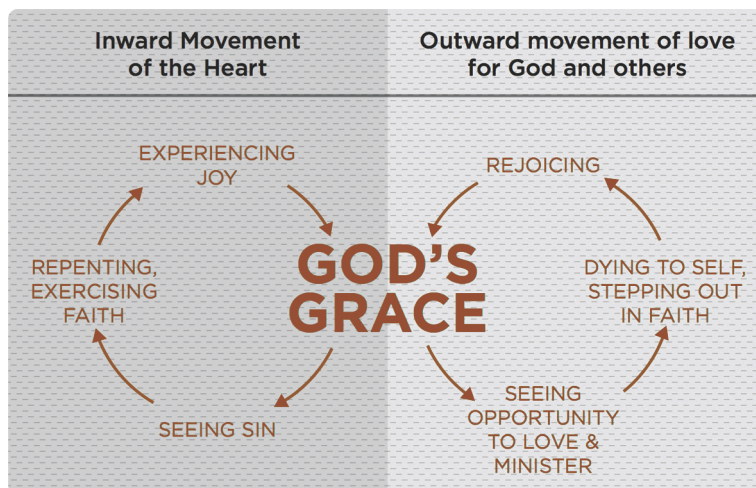 Inward Movement
of the Heart
Outward movement of love
for God and others
EXPERIENCING
JOY
REPENTING,
EXERCISING
FAITH
SEEING SIN
GOD’S
GRACE
REJOICING
DYING TO SELF,
STEPPING OUT
IN FAITH
SEEING
OPPORTUNITY
TO LOVE &
MINISTER